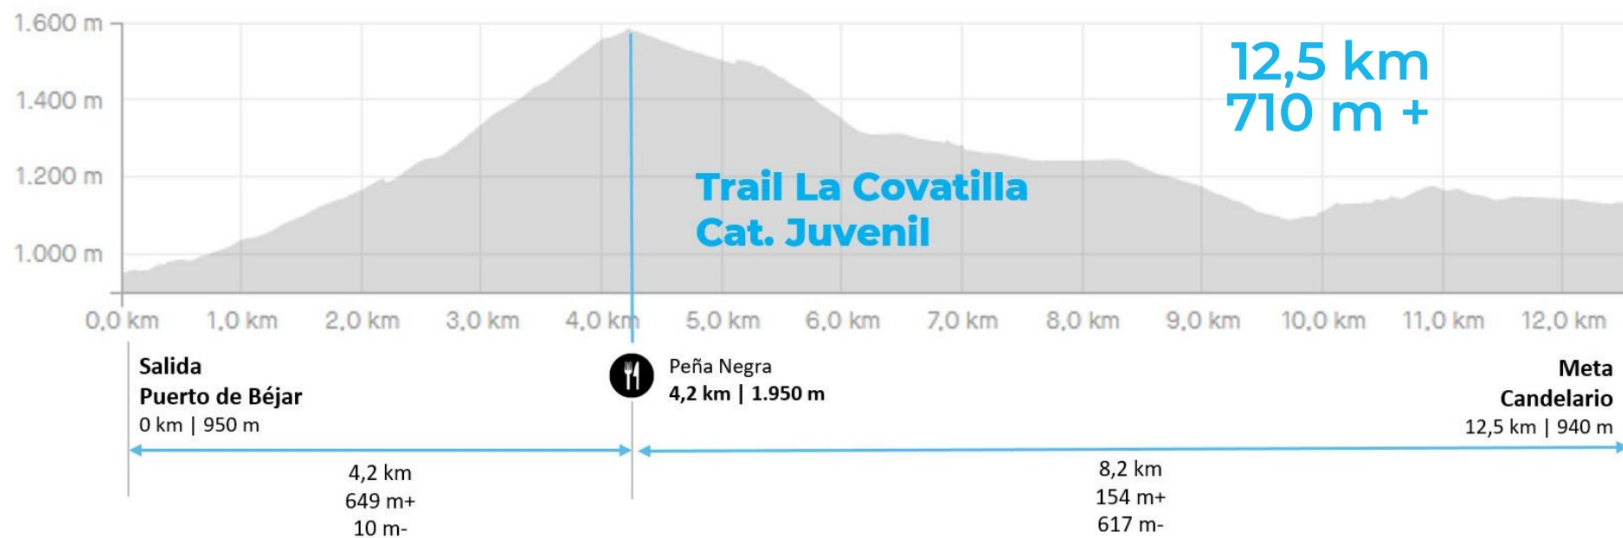 1.600 m
1.400 m
1.200 m
1.000 m
12,5 km
710 m +
Trail La Covatilla
Cat. Juvenil
0,0 km 1,0 km 2,0 km 3,0 km 4,0 km 5,0 km 6,0 km 7,0 km 8,0 km 9,0 km 10,0 km 11,0 km 12,0 km
Salida
Puerto de Béjar
0 km | 950 m
Peña Negra
4,2 km | 1.950 m
Meta
Candelario
12,5 km | 940 m
4,2 km
649 m+
10 m-
8,2 km
154 m+
617 m-